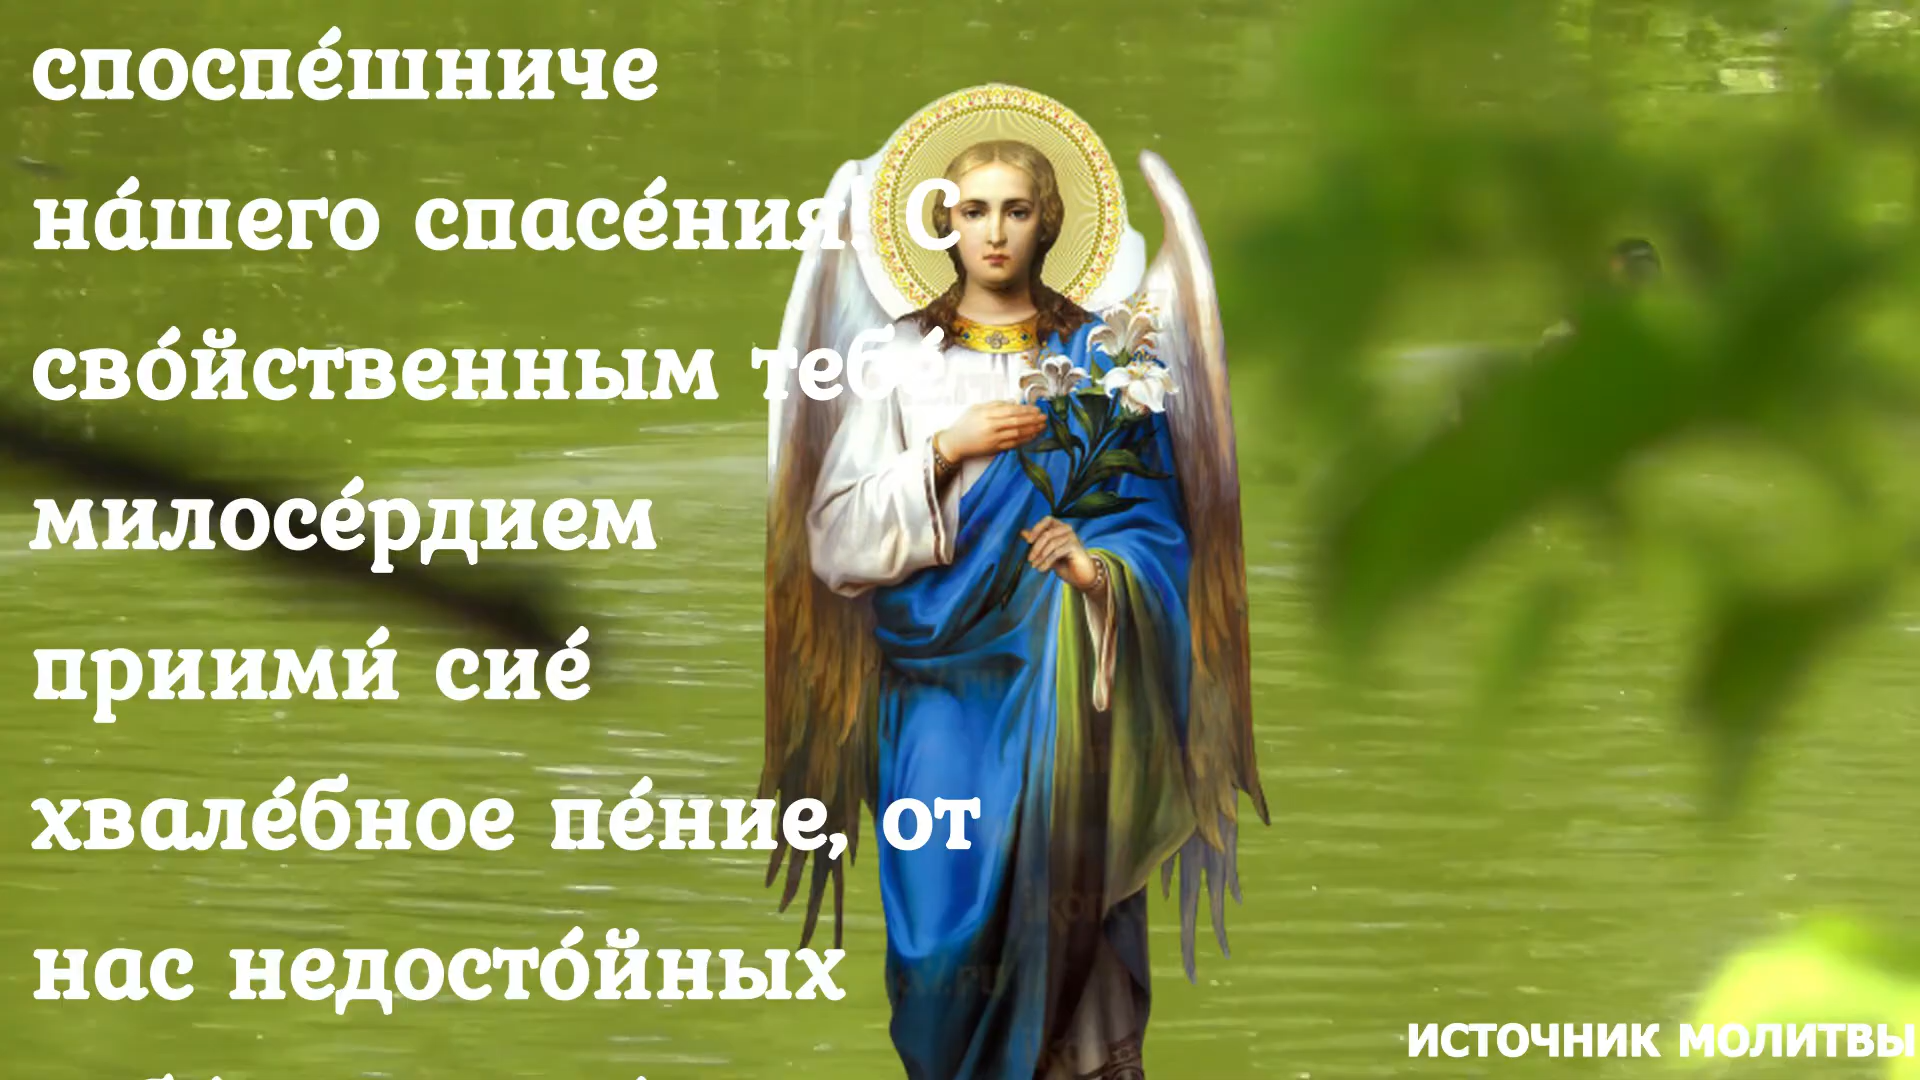 спосне́шниче
на́шего спасе́ния! С
сво́йственным тебе́
милосе́рдием
приими́ сие́
хвале́бное пе́ние, от
нас недосто́йных
ИСТОЧНИК МОЛИТВЫ